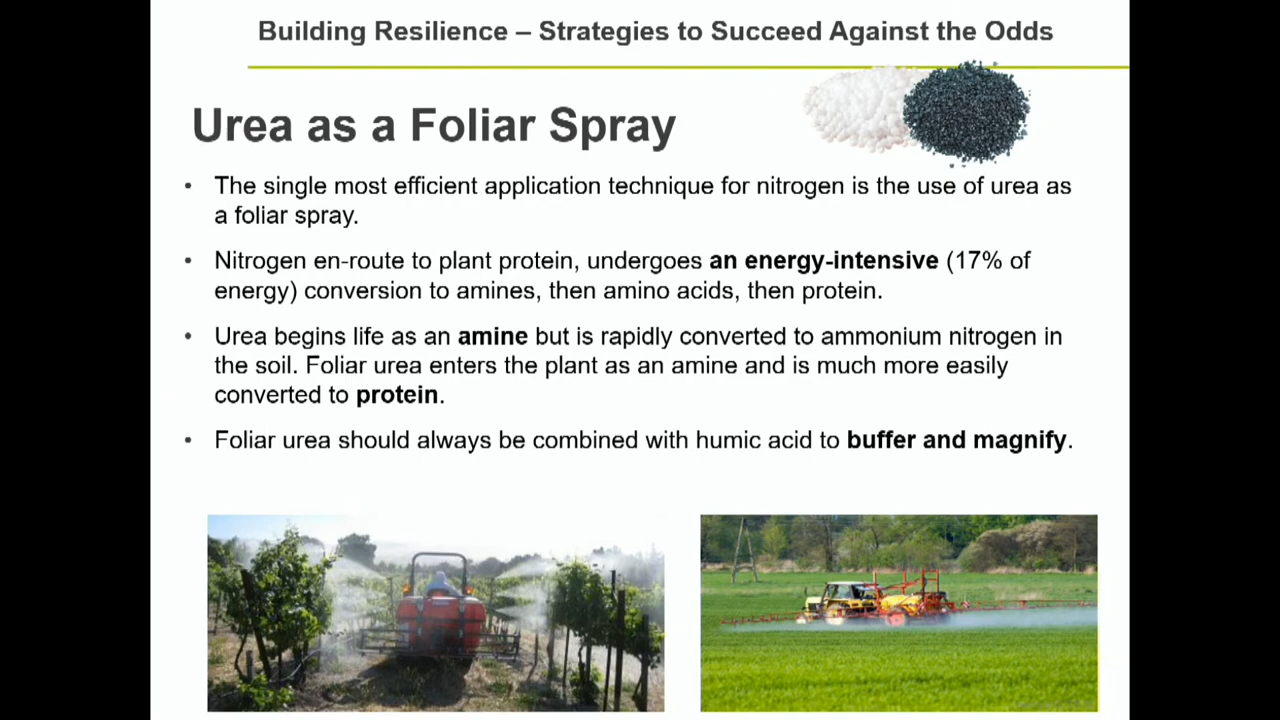 Building Resilience – Strategies to Succeed Against the Odds
Urea as a Foliar Spray
• The single most efficient application technique for nitrogen is the use of urea as
a foliar spray.
• Nitrogen en-route to plant protein, undergoes an energy-intensive (17% of
energy) conversion to amines, then amino acids, then protein.
• Urea begins life as an amine but is rapidly converted to ammonium nitrogen in
the soil. Foliar urea enters the plant as an amine and is much more easily
converted to protein.
• Foliar urea should always be combined with humic acid to buffer and magnify.